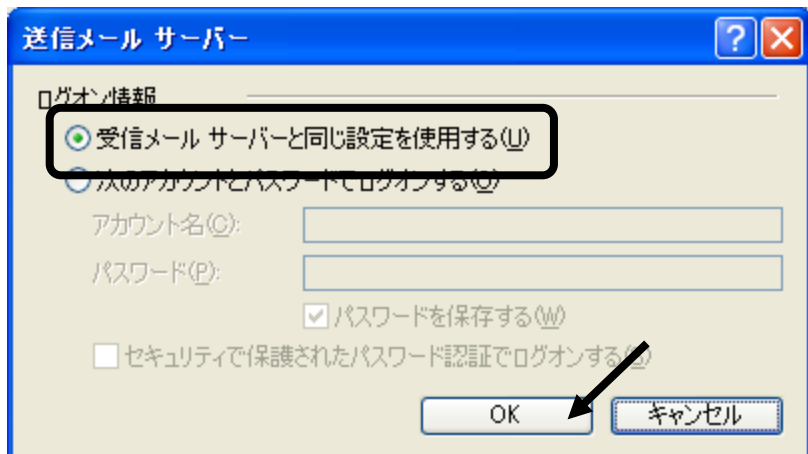 送信メール サーバー
ログオン情報
受信メール サーバーと同じ設定を使用する(U)
次のアカウントとパスワードでログオンする(O)
アカウント名(C):
パスワード(P):
パスワードを保存する(W)
セキュリティで保護されたパスワード認証でログオンする(S)
OK
キャンセル